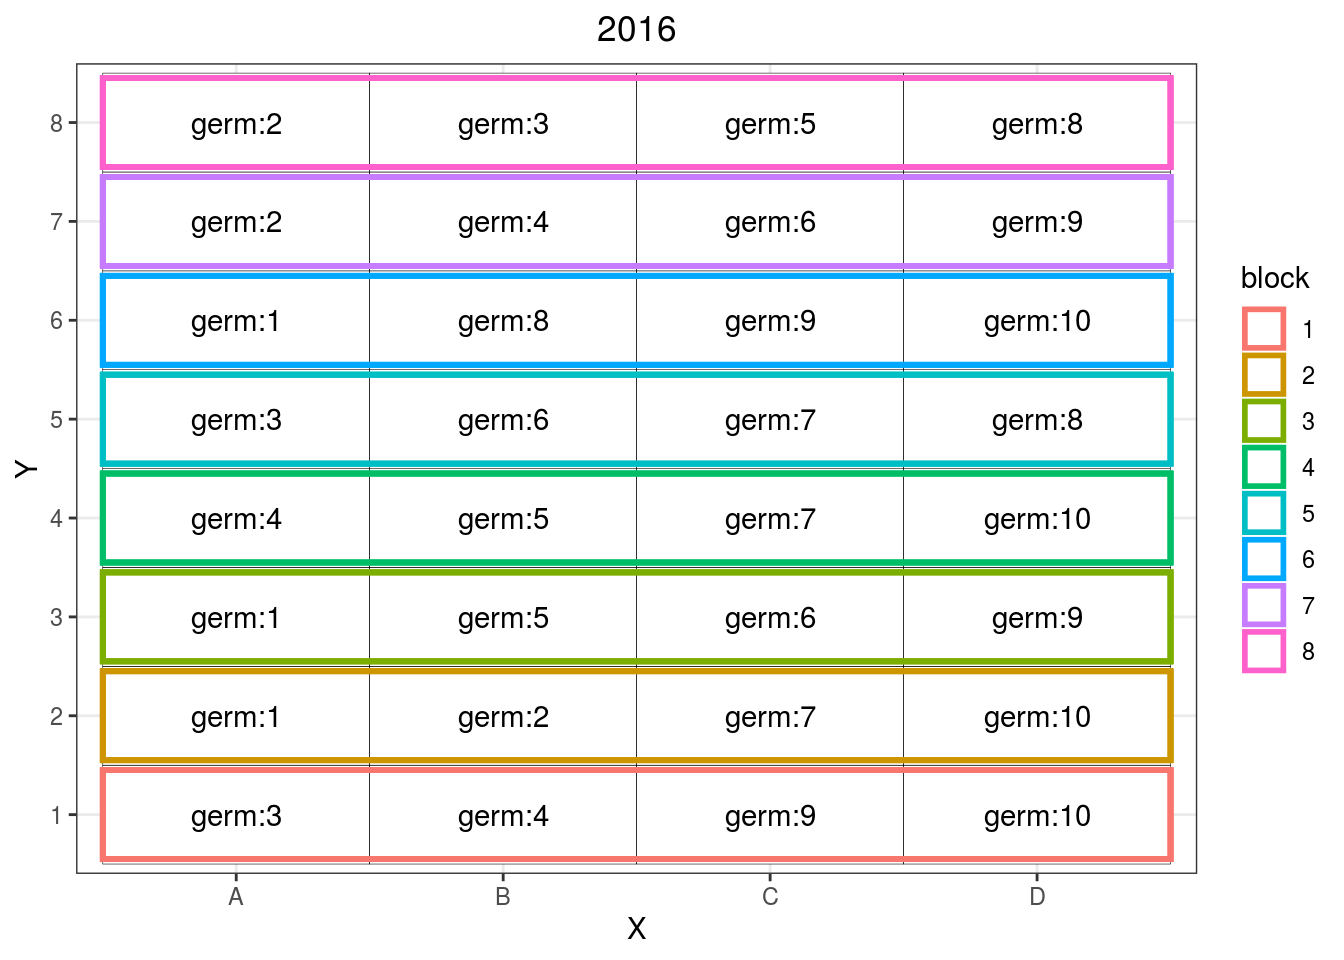 2016
8 germ:2 germ:3 germ:5 germ:8
7 germ:2 germ:4 germ:6 germ:9
6 germ:1 germ:8 germ:9 germ:10
5 germ:3 germ:6 germ:7 germ:8
4 germ:4 germ:5 germ:7 germ:10
3 germ:1 germ:5 germ:6 germ:9
2 germ:1 germ:2 germ:7 germ:10
1 germ:3 germ:4 germ:9 germ:10
A B C D
X
Y
block
1
2
3
4
5
6
7
8